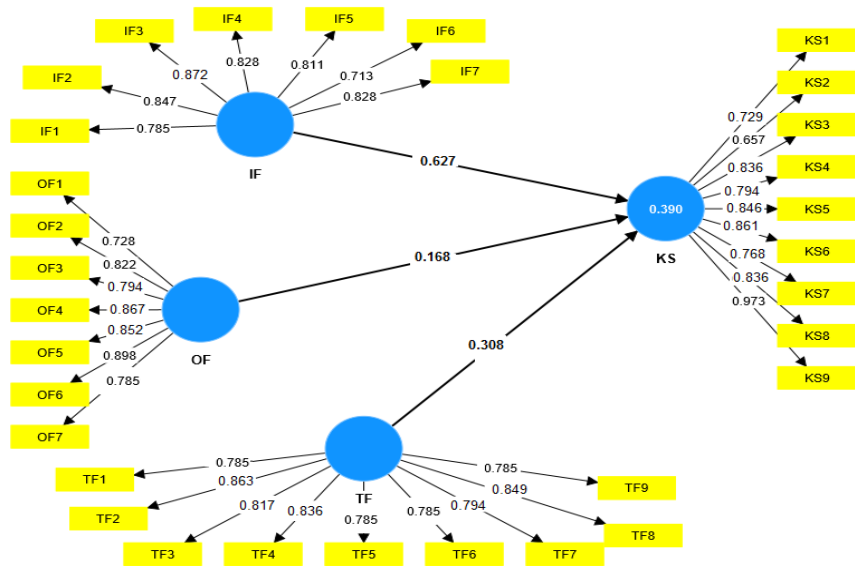 IF4
IF5
IF3
IF6
IF2
IF7
IF1
0.872
0.828
0.811
0.713
0.828
0.847
0.785
IF
KS1
KS2
KS3
KS4
KS5
KS6
KS7
KS8
KS9
0.729
0.657
0.836
0.794
0.846
0.861
0.768
0.836
0.973
0.390
KS
0.627
0.168
0.308
OF1
OF2
OF3
OF4
OF5
OF6
OF7
0.728
0.822
0.794
0.867
0.852
0.898
0.785
OF
TF
0.785
0.863
0.817
0.836
0.785
0.785
0.794
0.849
0.785
TF1
TF2
TF3
TF4
TF5
TF6
TF7
TF8
TF9